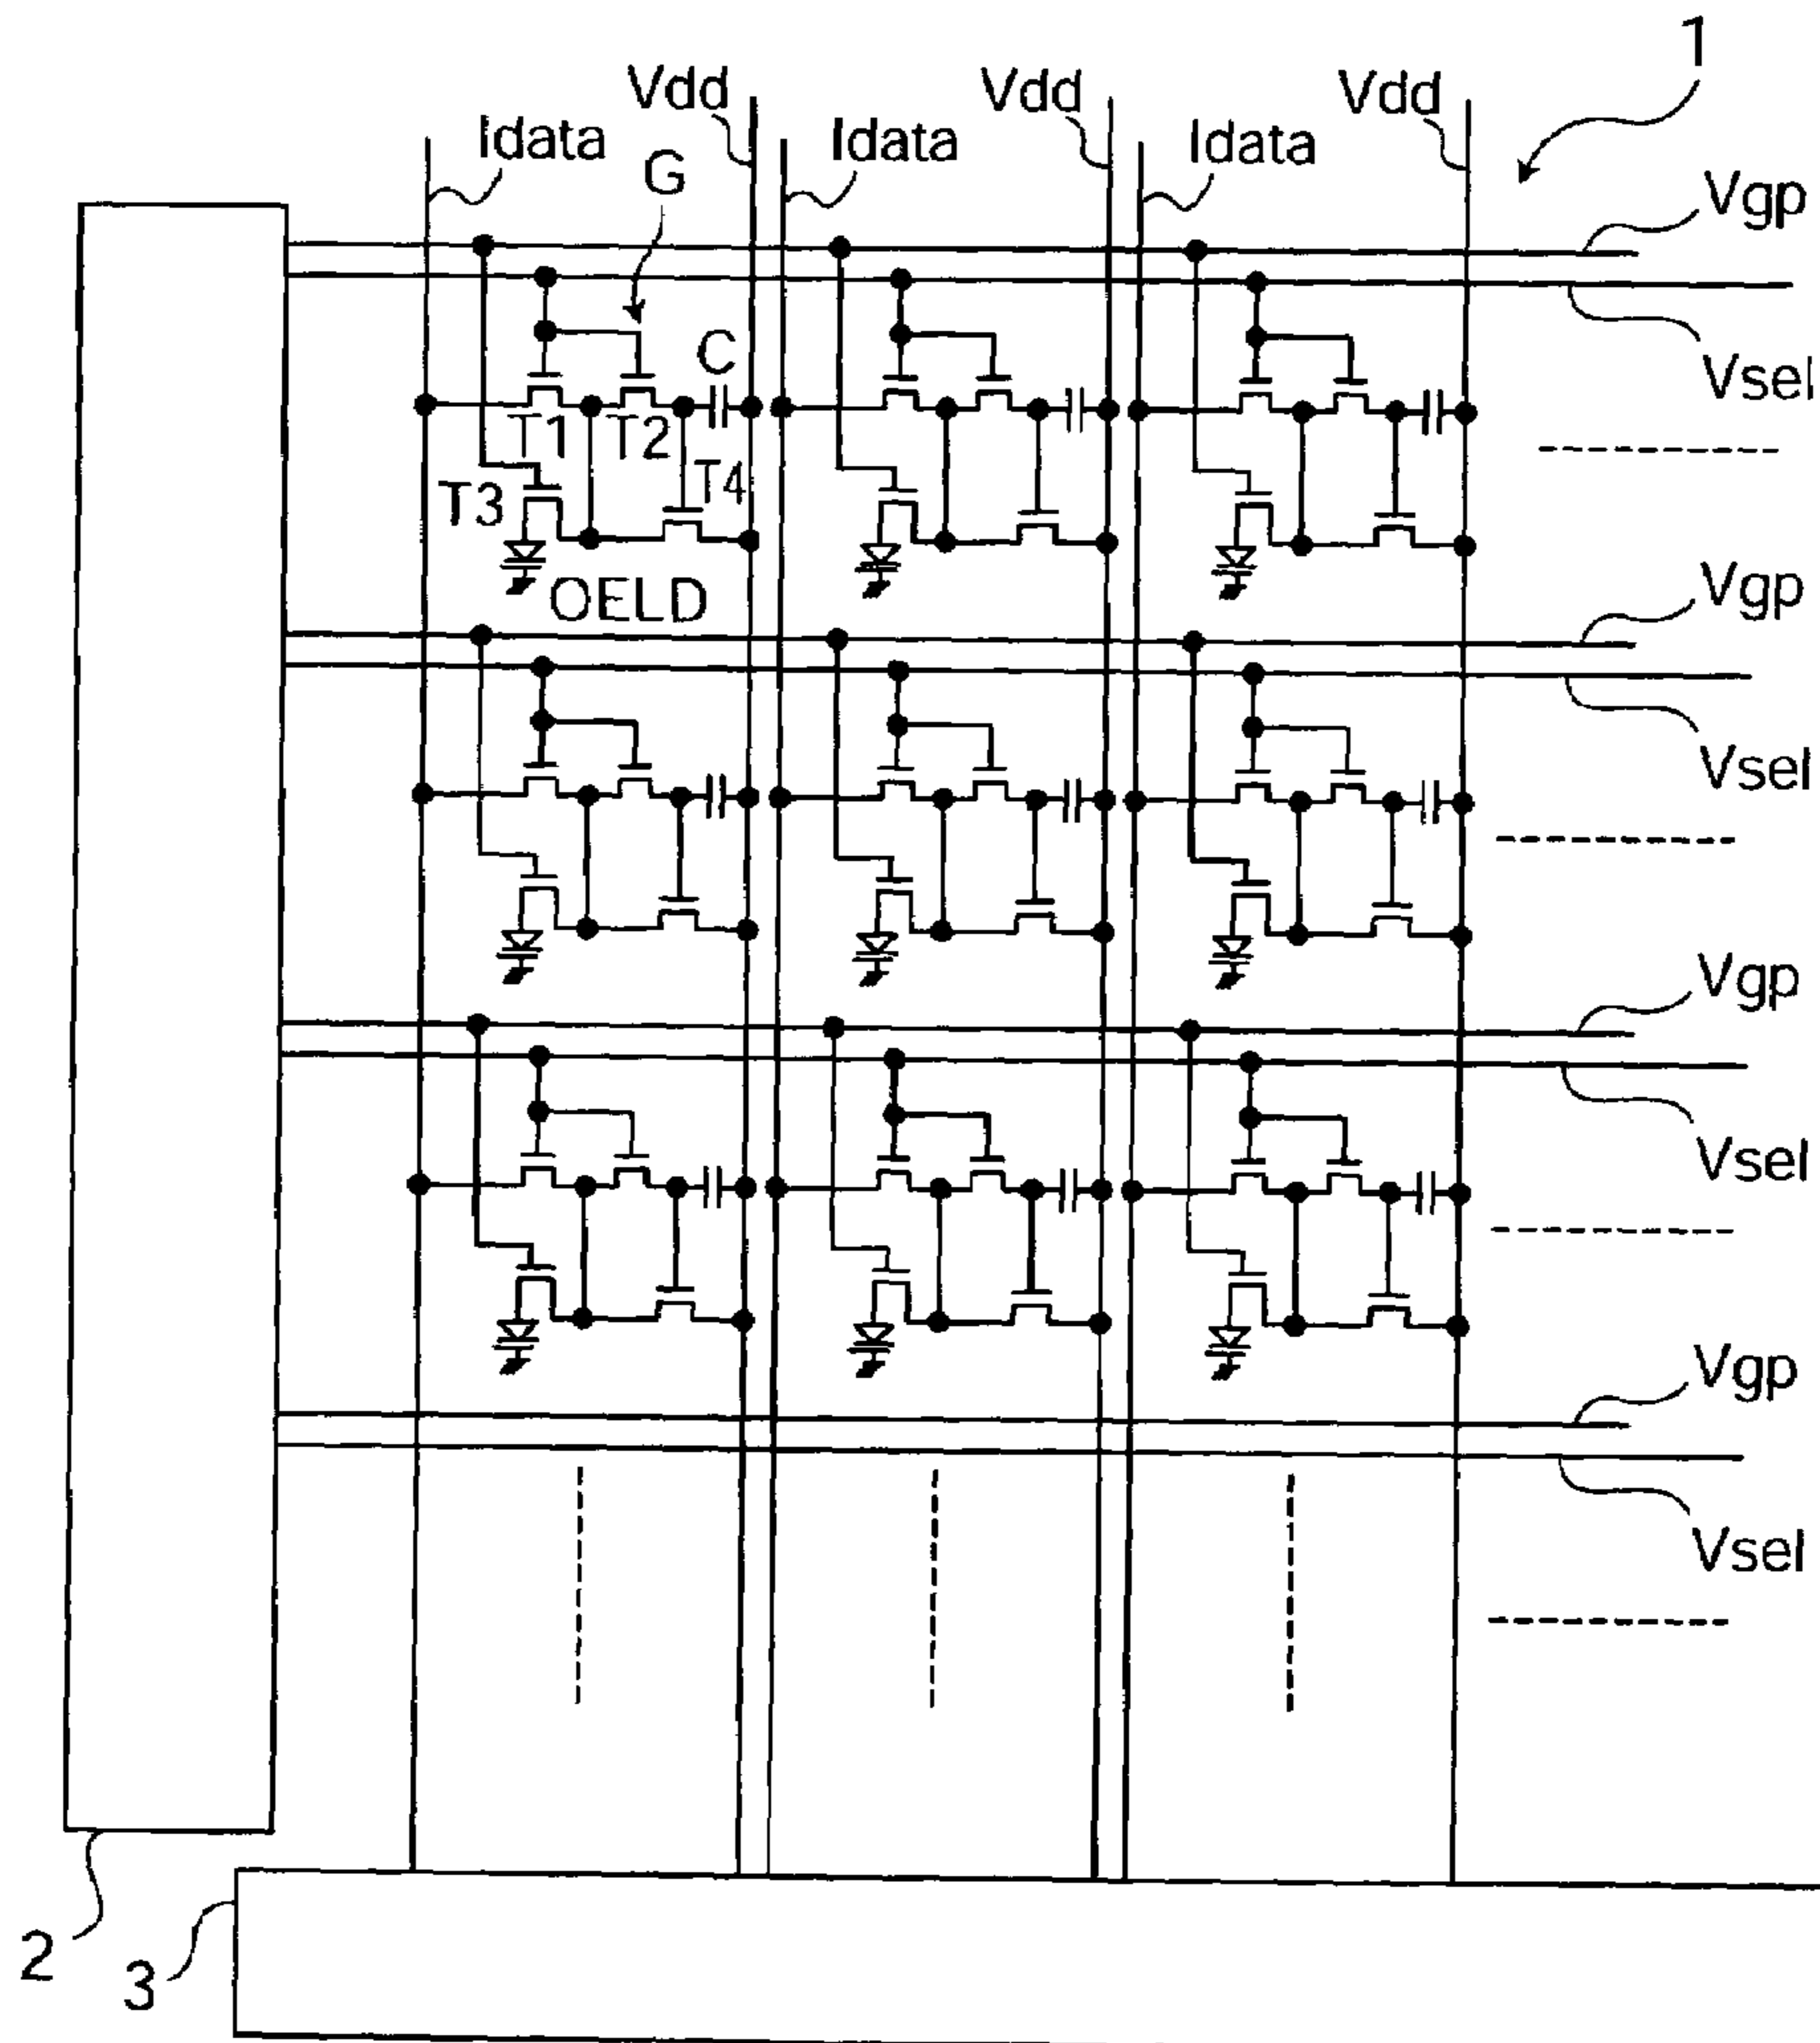 1
Vdd Vdd Vdd
Idata Idata Idata
G
Vgp
C
Vsel
T1 T2
T3 T4
OELD
Vgp
Vsel
Vgp
Vsel
Vgp
Vsel
2
3